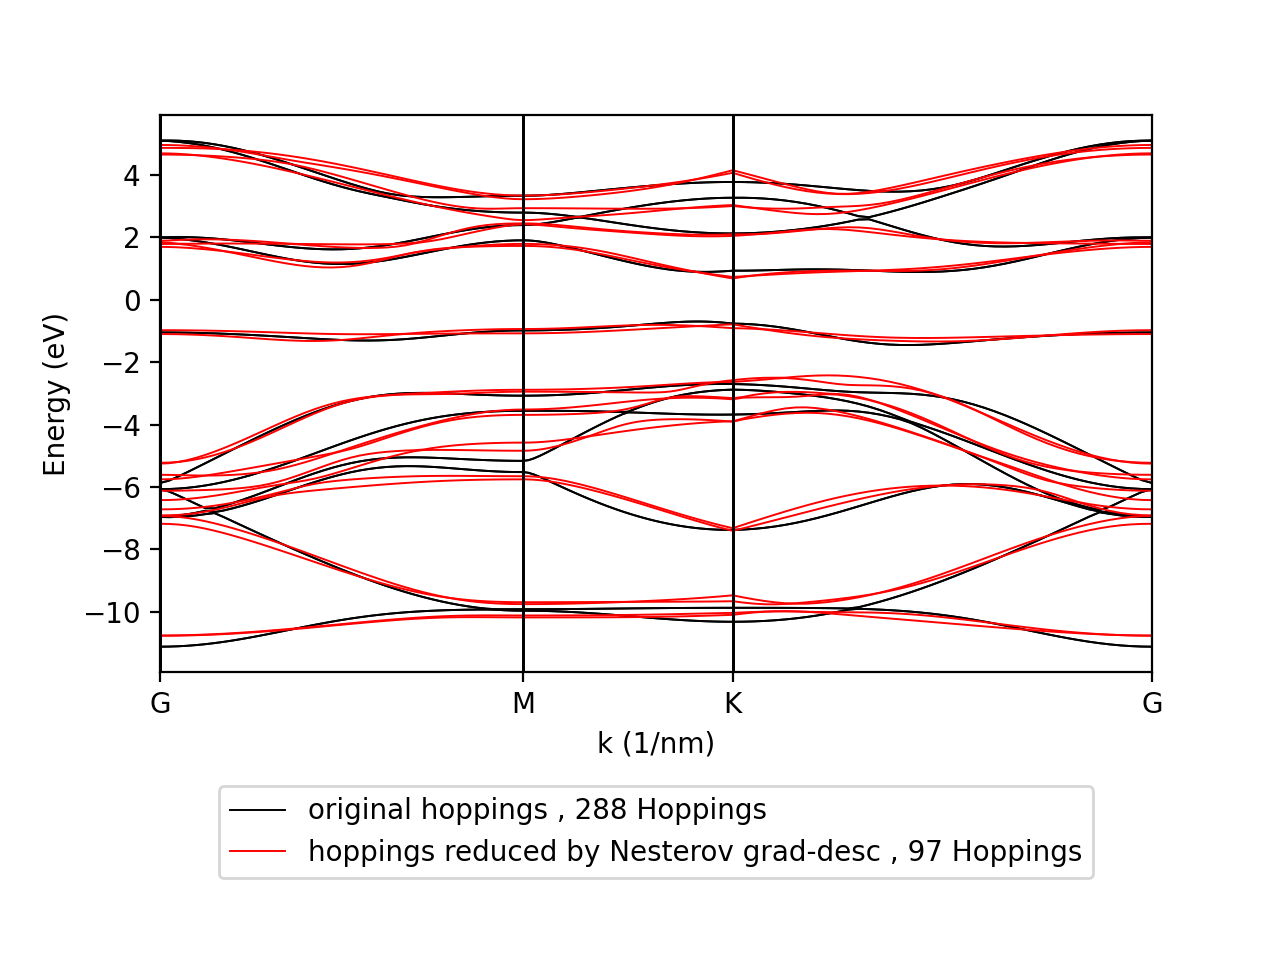 4
2
0
−2
−4
−6
−8
−10
Energy (eV)
G M K G
k (1/nm)
original hoppings , 288 Hoppings
hoppings reduced by Nesterov grad-desc , 97 Hoppings